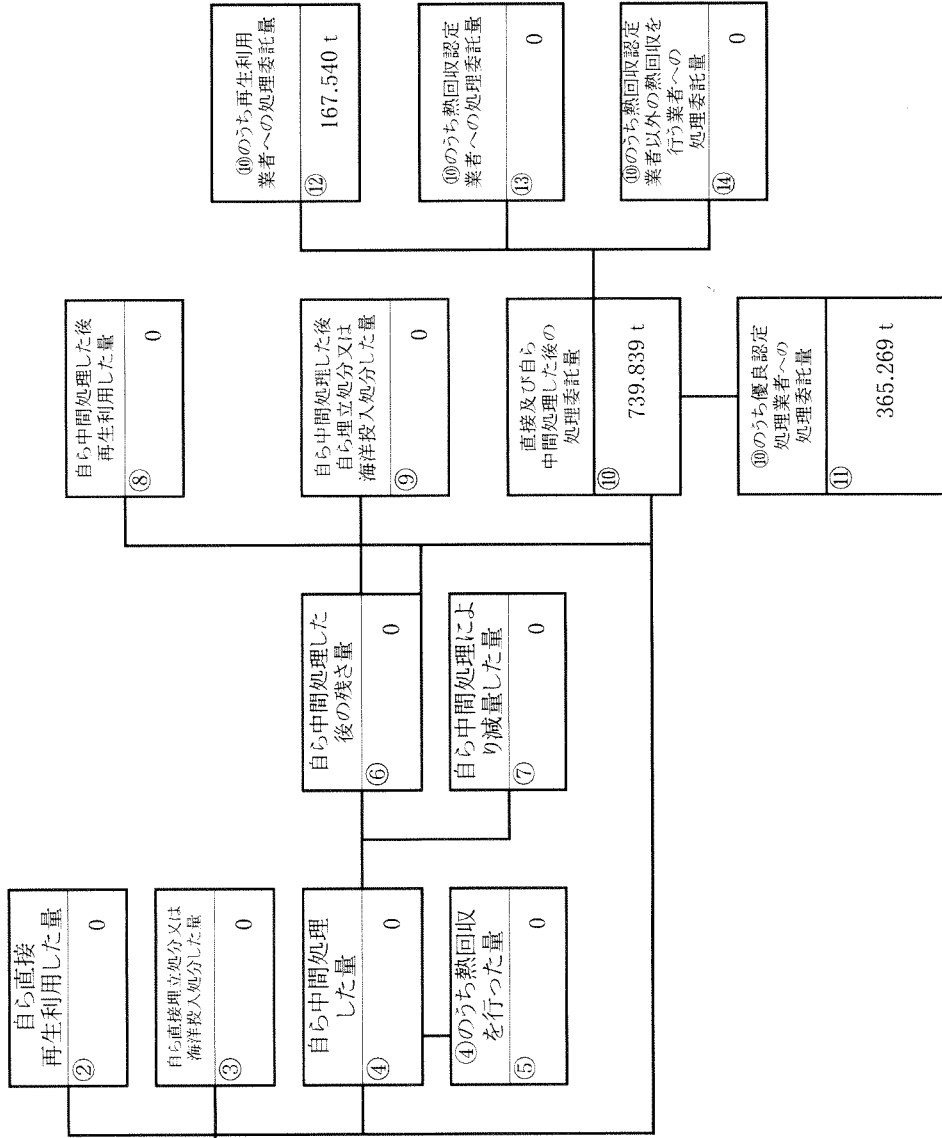 自ら直接
再生利用した量
② 0
自ら直接埋立処分又は
海洋投入処分した量
③ 0
自ら中間処理
した量
④ 0
④のうち熱回収
を行った量
⑤ 0
自ら中間処理した
後の残さ量
⑥ 0
自ら中間処理によ
り減量した量
⑦ 0
自ら中間処理した後
再生利用した量
⑧ 0
自ら中間処理した後
自ら埋立処分又は
海洋投入処分した量
⑨ 0
直接及び自ら
中間処理した後の
処理委託量
⑩ 739.839 t
⑩のうち優良認定
処理業者への
処理委託量
⑪ 365.269 t
⑩のうち再生利用
業者への処理委託量
⑫ 167.540 t
⑩のうち熱回収認定
業者への処理委託量
⑬ 0
⑩のうち熱回収認定
業者以外の熱回収を
行う業者への
処理委託量
⑭ 0